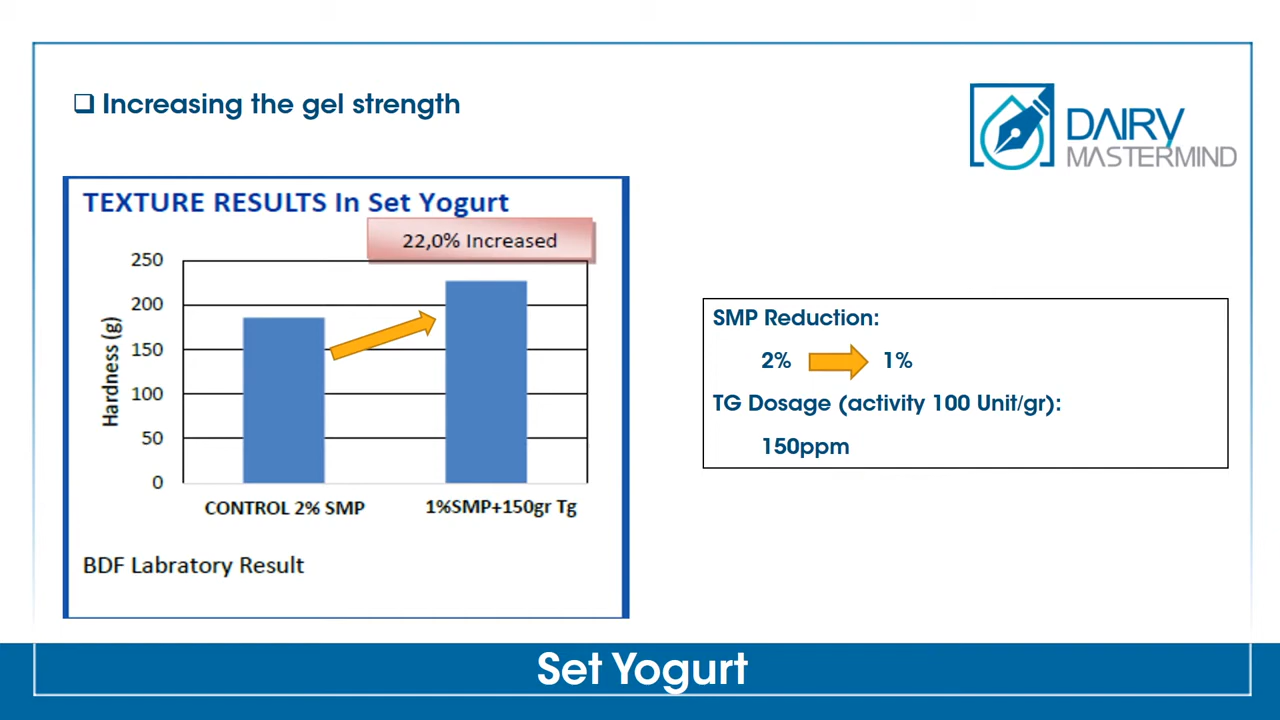 Increasing the gel strength
DAIRY
MASTERMIND
TEXTURE RESULTS In Set Yogurt
22,0% Increased
250
200
150
100
50
0
Hardness (g)
CONTROL 2% SMP
1%SMP+150gr Tg
BDF Labratory Result
SMP Reduction:
2% 1%
TG Dosage (activity 100 Unit/gr):
150ppm
Set Yogurt